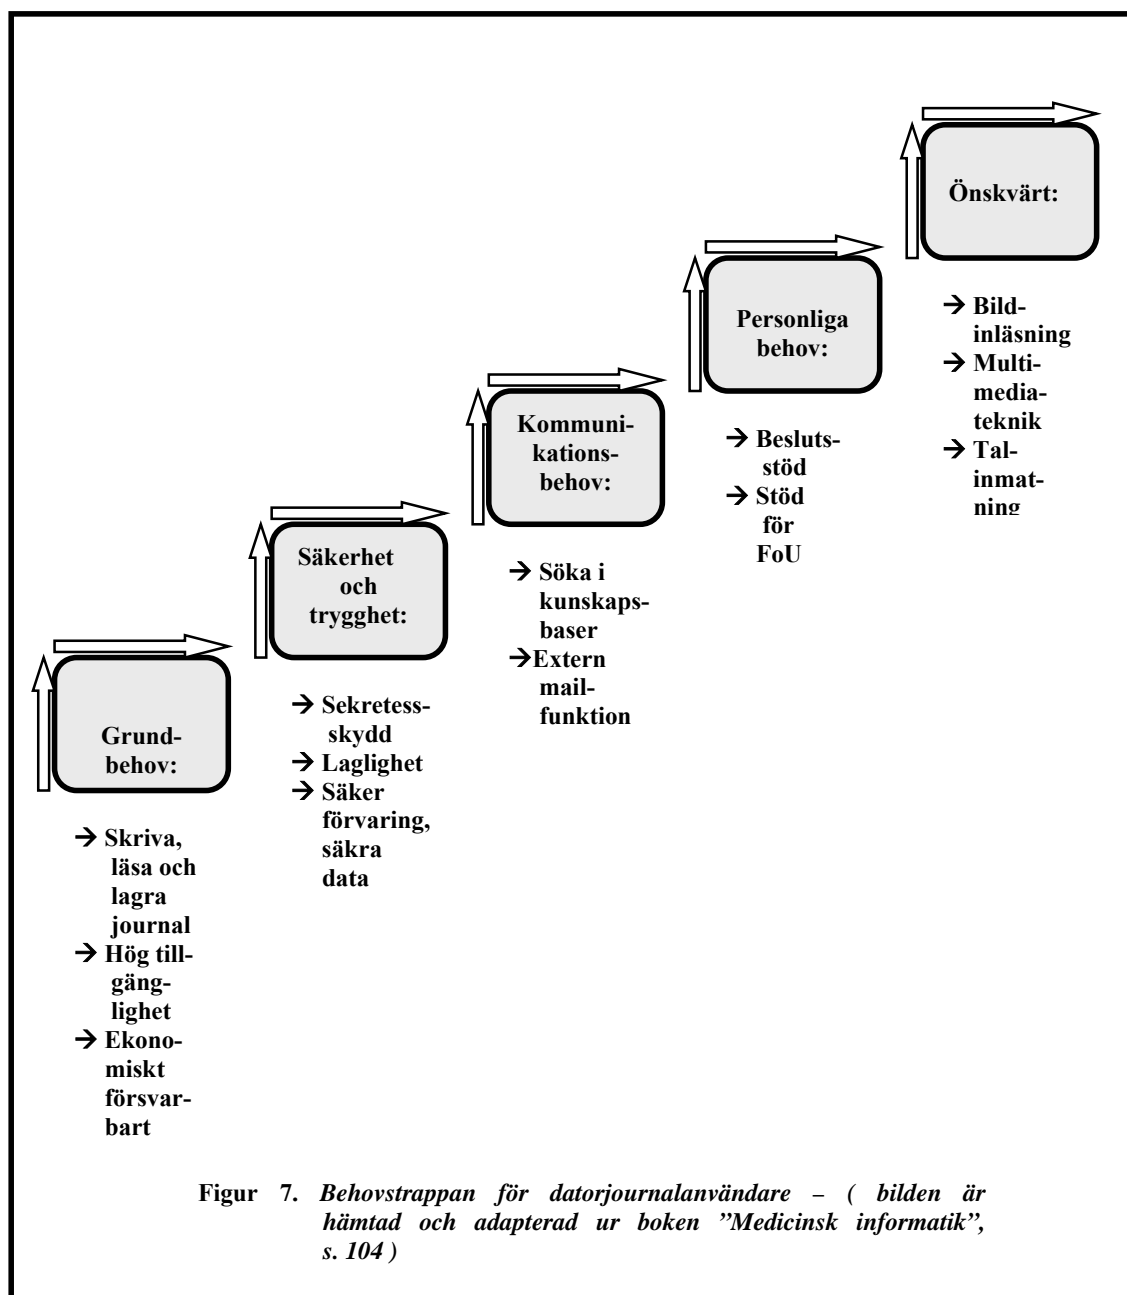 Grund-
behov:
→ Skriva,
läsa och
lagra
journal
→ Hög till-
gäng-
lighet
→ Ekono-
miskt
försvar-
bart
Säkerhet
och
trygghet:
→ Sekretess-
skydd
→ Laglighet
→ Säker
förvaring,
säkra
data
Kommuni-
kations-
behov:
→ Söka i
kunskaps-
baser
→Extern
mail-
funktion
Personliga
behov:
→ Besluts-
stöd
→ Stöd
för
FoU
Önskvärt:
→ Bild-
inläsning
→ Multi-
media-
teknik
→ Tal-
inmat-
ning
Figur 7. Behovstrappan för datorjournalanvändare – ( bilden är
hämtad och adapterad ur boken ”Medicinsk informatik”,
s. 104 )